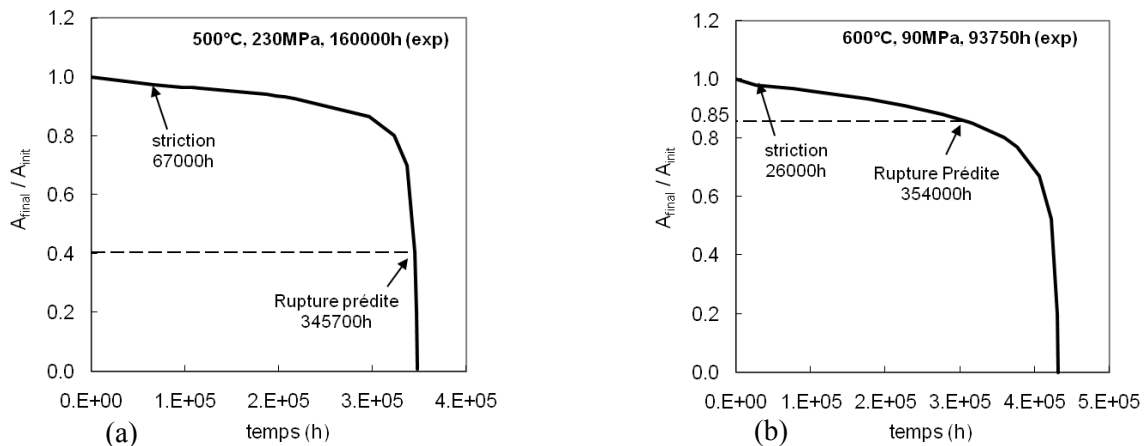 500°C, 230MPa, 160000h (exp)
A_final / A_init
1.2
1.0
0.8
0.6
0.4
0.2
0.0
striction
67000h
Rupture prédite
345700h
0.E+00 1.E+05 2.E+05 3.E+05 4.E+05
temps (h)
(a)
600°C, 90MPa, 93750h (exp)
A_final / A_init
1.2
1.0
0.85
0.8
0.6
0.4
0.2
0.0
striction
26000h
Rupture Prédite
354000h
0.E+00 1.E+05 2.E+05 3.E+05 4.E+05 5.E+05
temps (h)
(b)